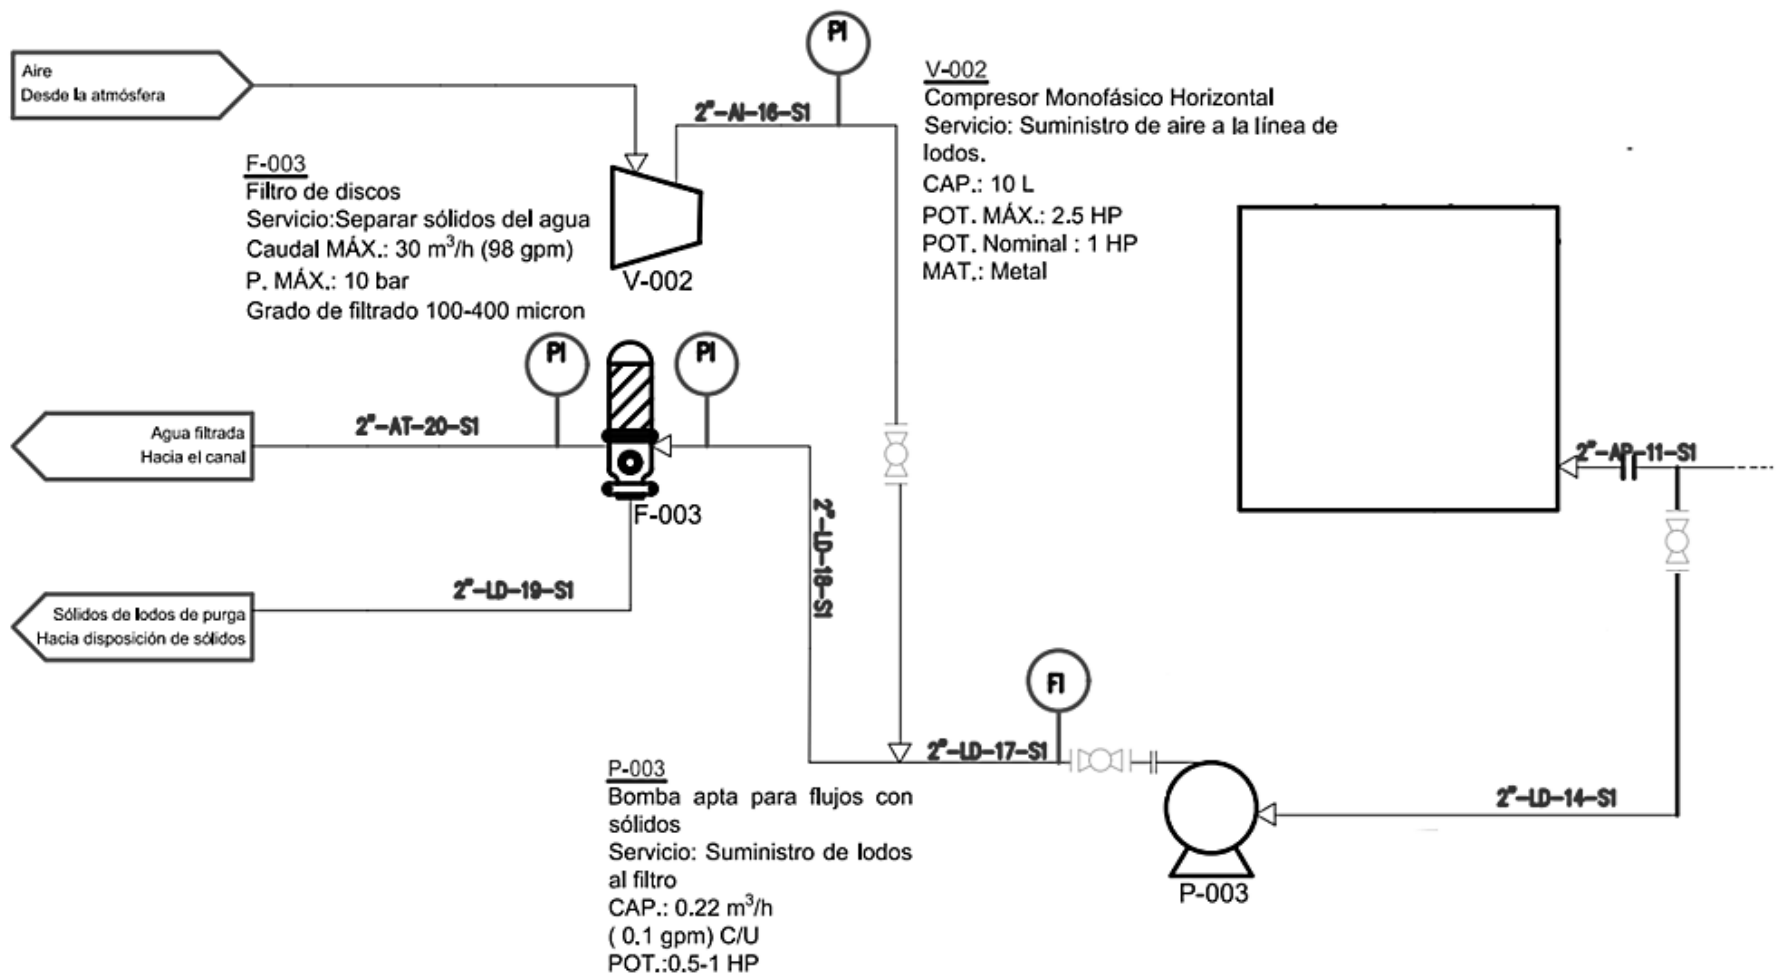 PI
Aire
Desde la atmósfera
2"-AI-16-S1
V-002
Compresor Monofásico Horizontal
Servicio: Suministro de aire a la línea de
lodos.
CAP.: 10 L
POT. MÁX.: 2.5 HP
POT. Nominal : 1 HP
MAT.: Metal
F-003
Filtro de discos
Servicio:Separar sólidos del agua
Caudal MÁX.: 30 m³/h (98 gpm)
P. MÁX.: 10 bar
Grado de filtrado 100-400 micron
V-002
PI
PI
Agua filtrada
Hacia el canal
2"-AT-20-S1
2"-AP-11-S1
F-003
2"-LD-18-S1
2"-LD-19-S1
Sólidos de lodos de purga
Hacia disposición de sólidos
FI
2"-LD-17-S1
2"-LD-14-S1
P-003
P-003
Bomba apta para flujos con
sólidos
Servicio: Suministro de lodos
al filtro
CAP.: 0.22 m³/h
( 0.1 gpm) C/U
POT.:0.5-1 HP